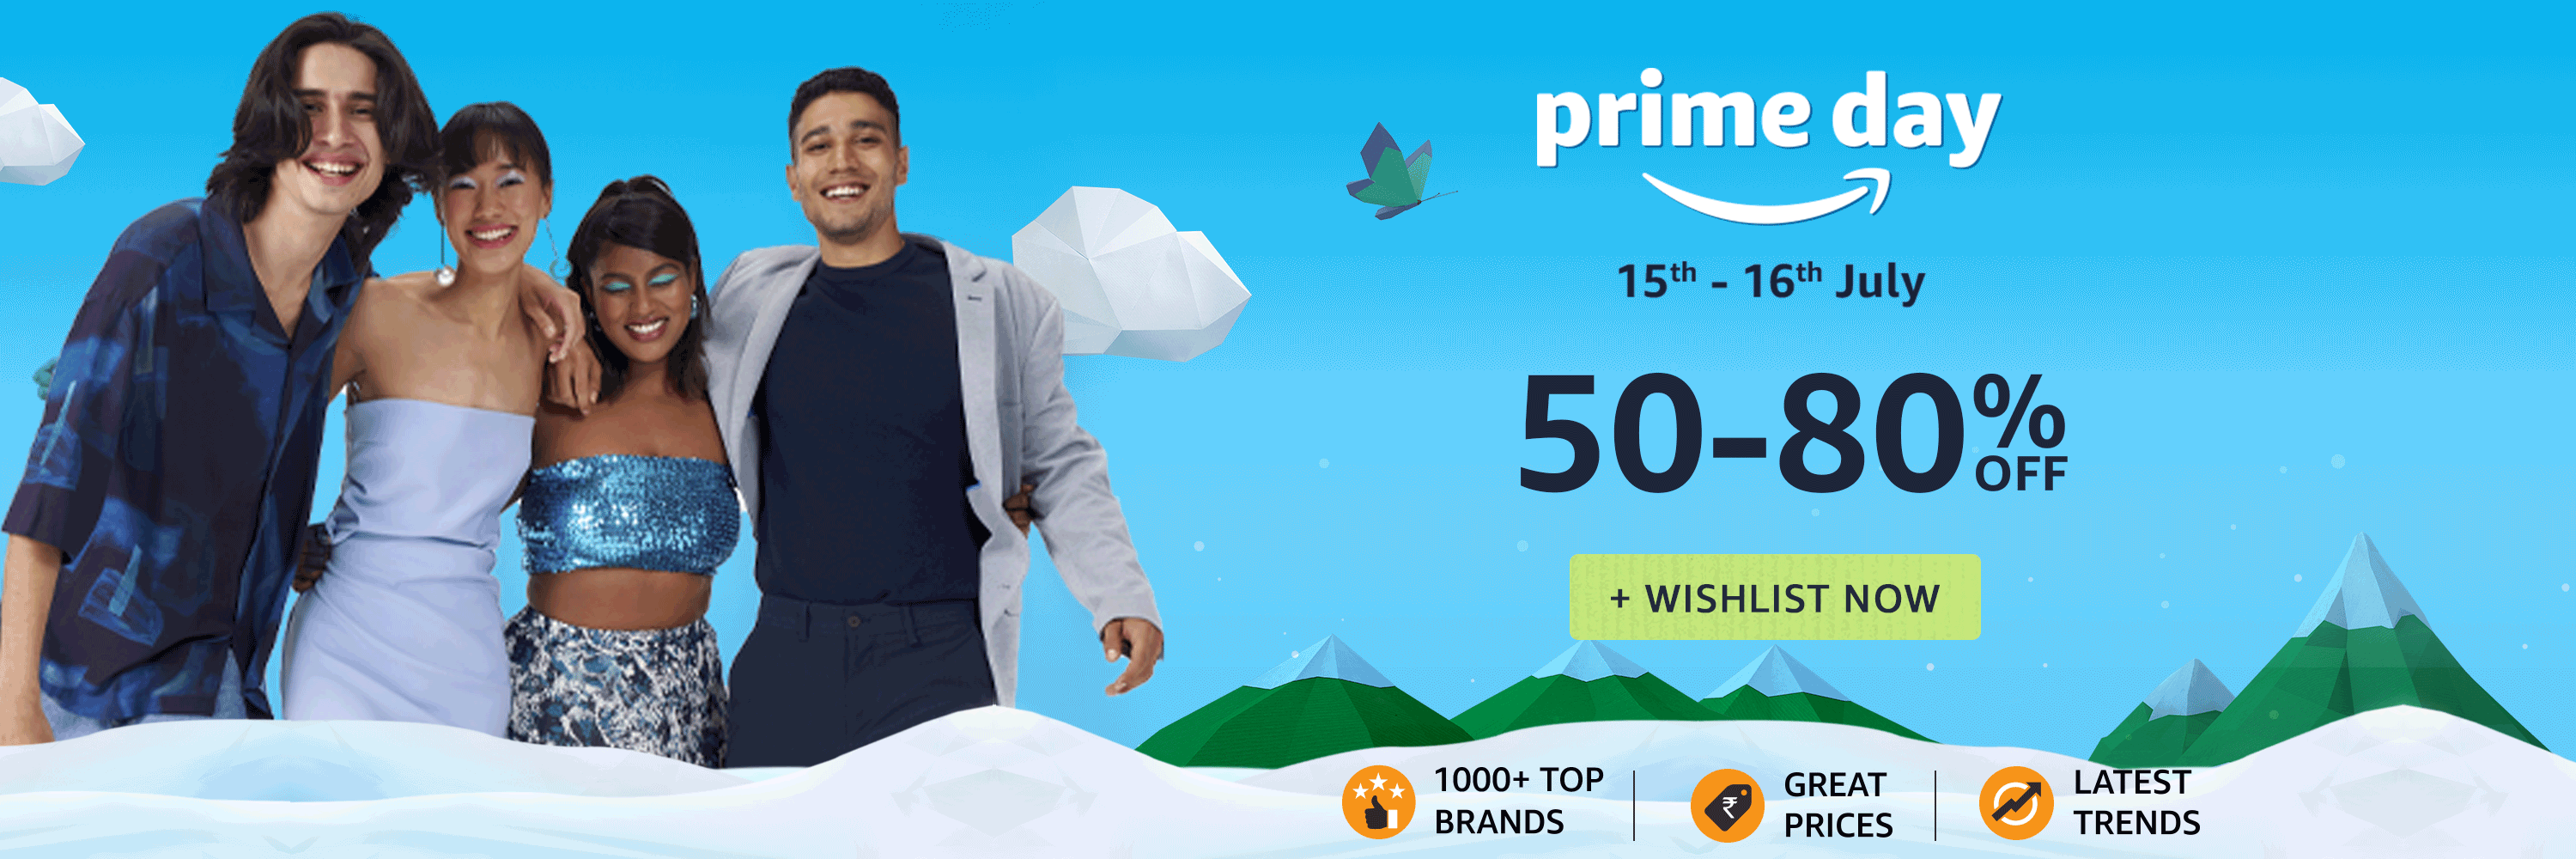 prime day
15th - 16th July
50-80% OFF
+ WISHLIST NOW
1000+ TOP
BRANDS
GREAT
PRICES
LATEST
TRENDS